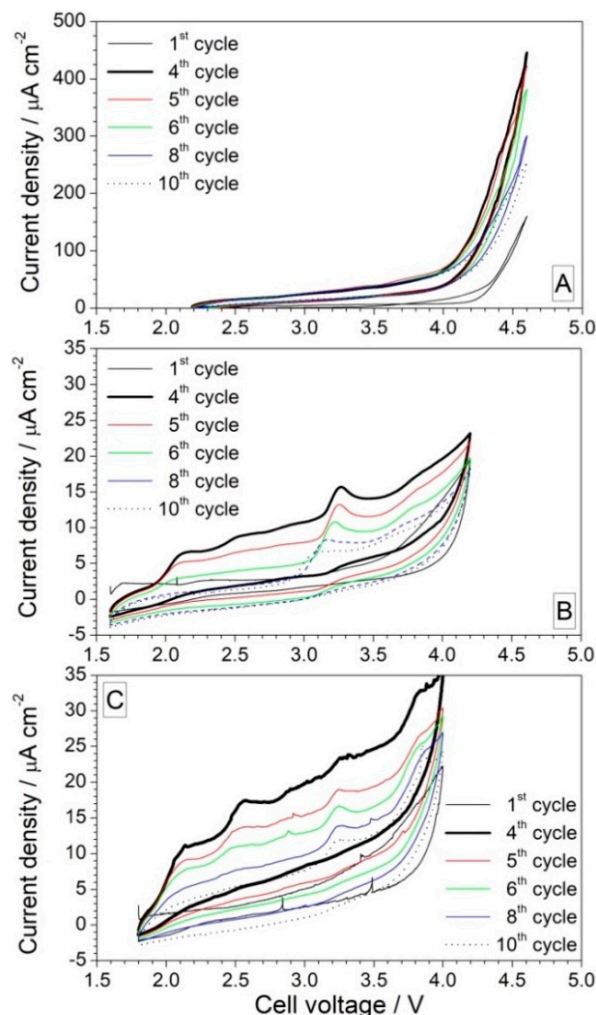 Current density / μA cm⁻²
500
400
300
200
100
0
1ˢᵗ cycle
4ᵗʰ cycle
5ᵗʰ cycle
6ᵗʰ cycle
8ᵗʰ cycle
10ᵗʰ cycle
A
1.5 2.0 2.5 3.0 3.5 4.0 4.5 5.0
Current density / μA cm⁻²
35
30
25
20
15
10
5
0
-5
1ˢᵗ cycle
4ᵗʰ cycle
5ᵗʰ cycle
6ᵗʰ cycle
8ᵗʰ cycle
10ᵗʰ cycle
B
1.5 2.0 2.5 3.0 3.5 4.0 4.5 5.0
Current density / μA cm⁻²
35
30
25
20
15
10
5
0
-5
C
1ˢᵗ cycle
4ᵗʰ cycle
5ᵗʰ cycle
6ᵗʰ cycle
8ᵗʰ cycle
10ᵗʰ cycle
1.5 2.0 2.5 3.0 3.5 4.0 4.5 5.0
Cell voltage / V